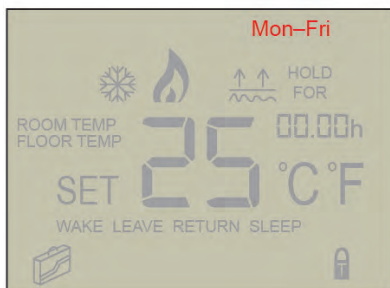 Mon–Fri
HOLD
FOR
ROOM TEMP
FLOOR TEMP
00.00h
SET
25
°C °F
WAKE LEAVE RETURN SLEEP